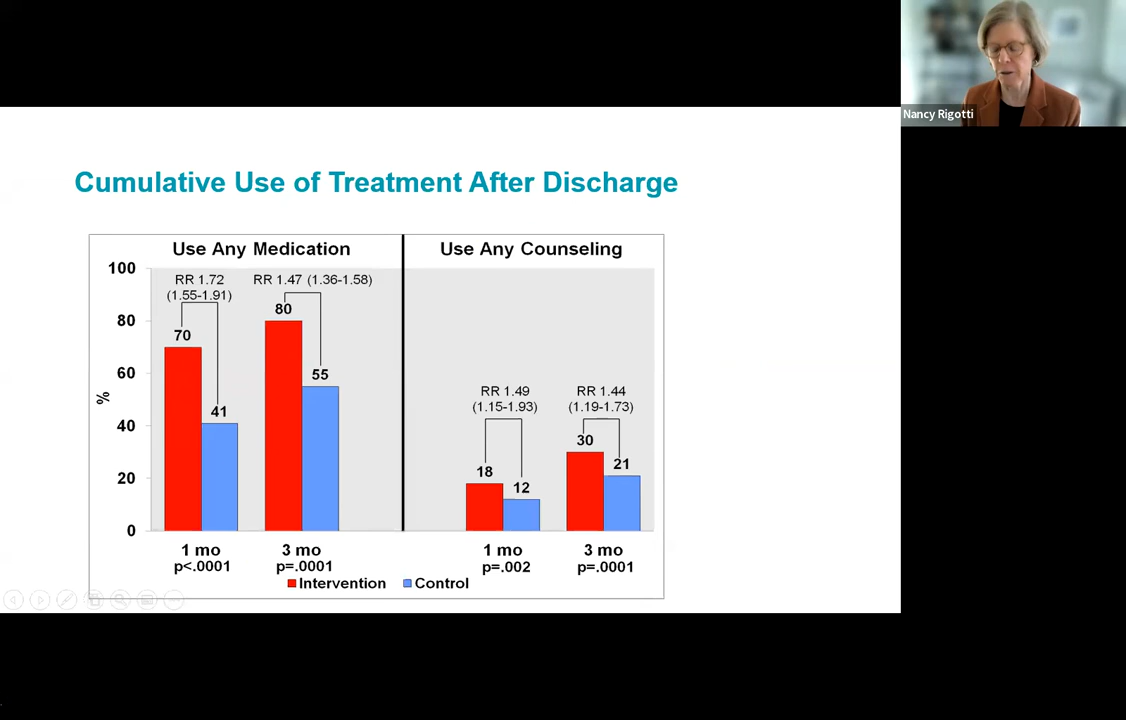 Nancy Rigotti
Cumulative Use of Treatment After Discharge
Use Any Medication
Use Any Counseling
100
80
60
40
20
0
%
RR 1.72
(1.55-1.91)
RR 1.47 (1.36-1.58)
70
41
80
55
RR 1.49
(1.15-1.93)
RR 1.44
(1.19-1.73)
18
12
30
21
1 mo
p<.0001
3 mo
p=.0001
1 mo
p=.002
3 mo
p=.0001
Intervention
Control